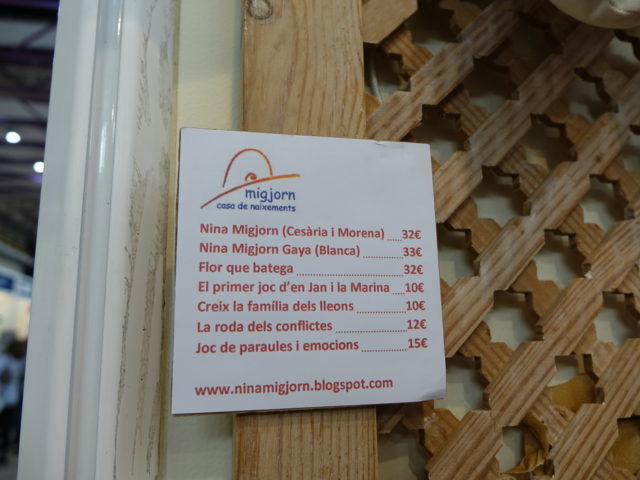 migjorn
casa de naixements
Nina Migjorn (Cesària i Morena) .....32€
Nina Migjorn Gaya (Blanca) ...............33€
Flor que batega ....................................32€
El primer joc d'en Jan i la Marina ....10€
Creix la família dels lleons .................10€
La roda dels conflictes ........................12€
Joc de paraules i emocions ................15€
www.ninamigjorn.blogspot.com